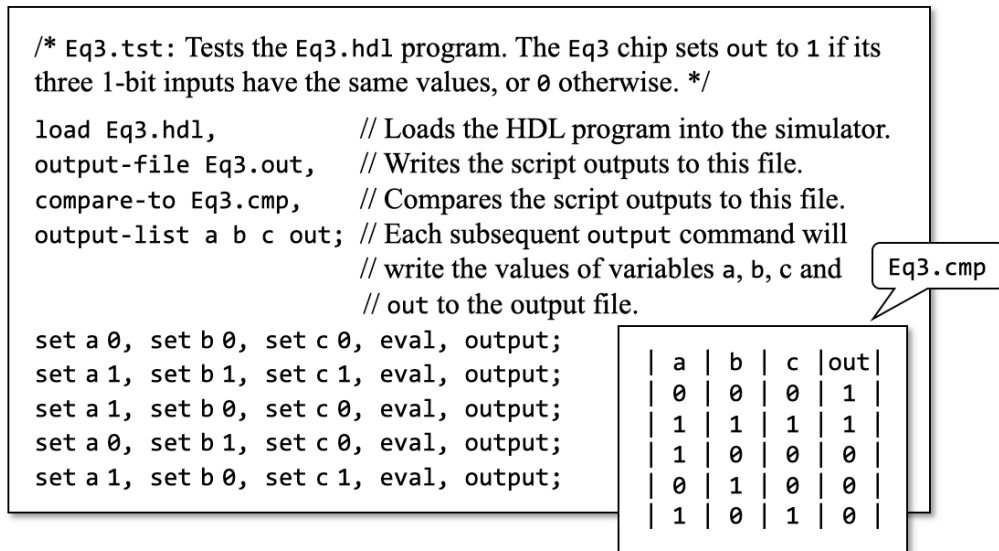 /* Eq3.tst: Tests the Eq3.hdl program. The Eq3 chip sets out to 1 if its
three 1-bit inputs have the same values, or 0 otherwise. */
load Eq3.hdl, // Loads the HDL program into the simulator.
output-file Eq3.out, // Writes the script outputs to this file.
compare-to Eq3.cmp, // Compares the script outputs to this file.
output-list a b c out; // Each subsequent output command will
// write the values of variables a, b, c and
// out to the output file.
set a 0, set b 0, set c 0, eval, output;
set a 1, set b 1, set c 1, eval, output;
set a 1, set b 0, set c 0, eval, output;
set a 0, set b 1, set c 0, eval, output;
set a 1, set b 0, set c 1, eval, output;
Eq3.cmp
| a | b | c |out|
| 0 | 0 | 0 | 1 |
| 1 | 1 | 1 | 1 |
| 1 | 0 | 0 | 0 |
| 0 | 1 | 0 | 0 |
| 1 | 0 | 1 | 0 |